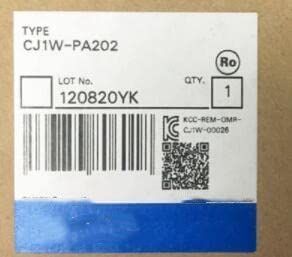 TYPE
CJ1W-PA202
Ro
LOT No.
QTY.
120820YK
1
KCC-REM-OMR-
CJ1W-00026